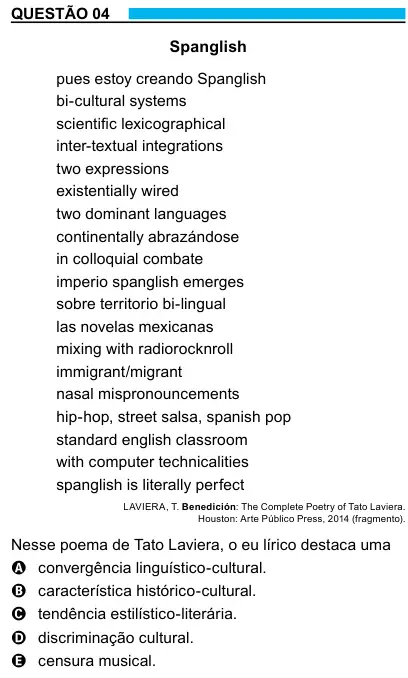 QUESTÃO 04
Spanglish
pues estoy creando Spanglish
bi-cultural systems
scientific lexicographical
inter-textual integrations
two expressions
existentially wired
two dominant languages
continentally abrazándose
in colloquial combate
imperio spanglish emerges
sobre territorio bi-lingual
las novelas mexicanas
mixing with radiorocknroll
immigrant/migrant
nasal mispronouncements
hip-hop, street salsa, spanish pop
standard english classroom
with computer technicalities
spanglish is literally perfect
LAVIERA, T. Benedición: The Complete Poetry of Tato Laviera.
Houston: Arte Público Press, 2014 (fragmento).
Nesse poema de Tato Laviera, o eu lírico destaca uma
A convergência linguístico-cultural.
B característica histórico-cultural.
C tendência estilístico-literária.
D discriminação cultural.
E censura musical.